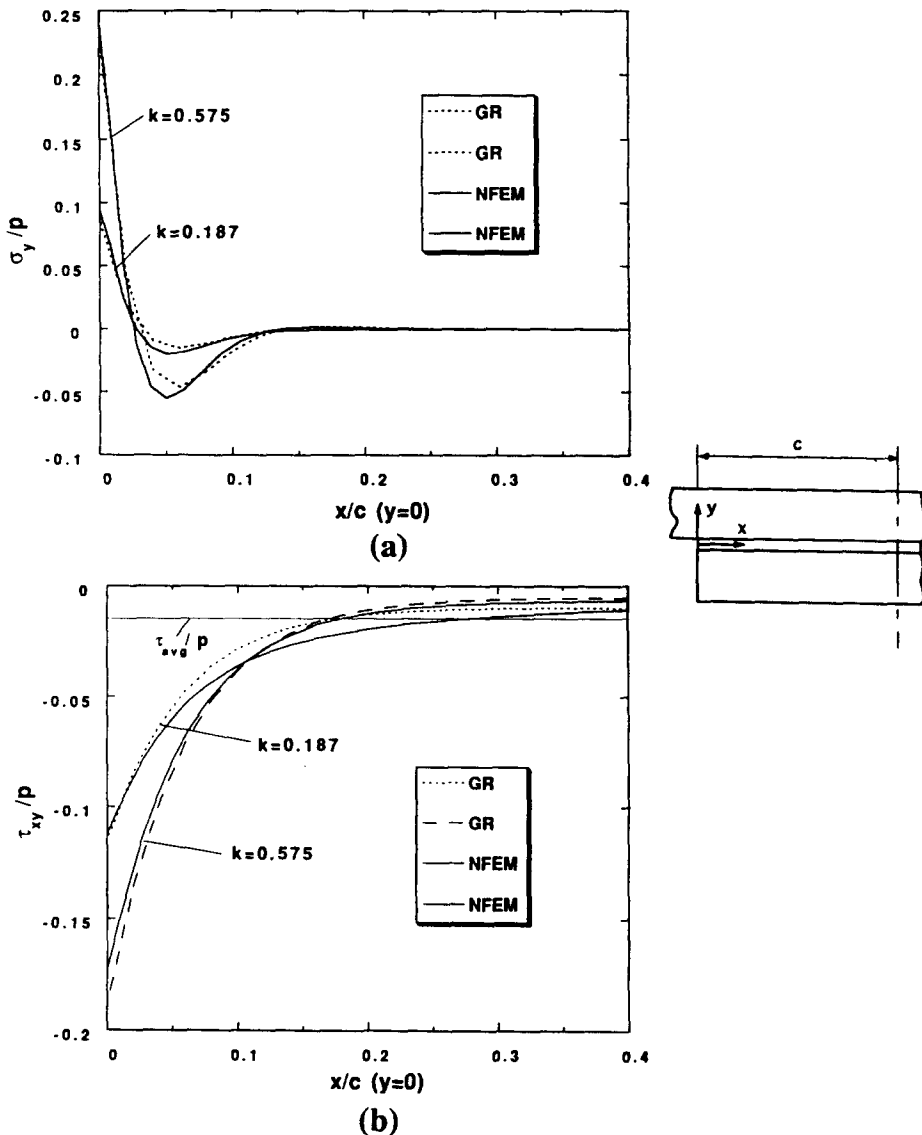 0.25
0.2
0.15
0.1
0.05
0
-0.05
-0.1
σy/p
k=0.575
k=0.187
GR
GR
NFEM
NFEM
0 0.1 0.2 0.3 0.4
x/c (y=0)
(a)
c
y
x
0
-0.05
-0.1
-0.15
-0.2
τxy/p
τavg/p
k=0.187
k=0.575
GR
GR
NFEM
NFEM
0 0.1 0.2 0.3 0.4
x/c (y=0)
(b)